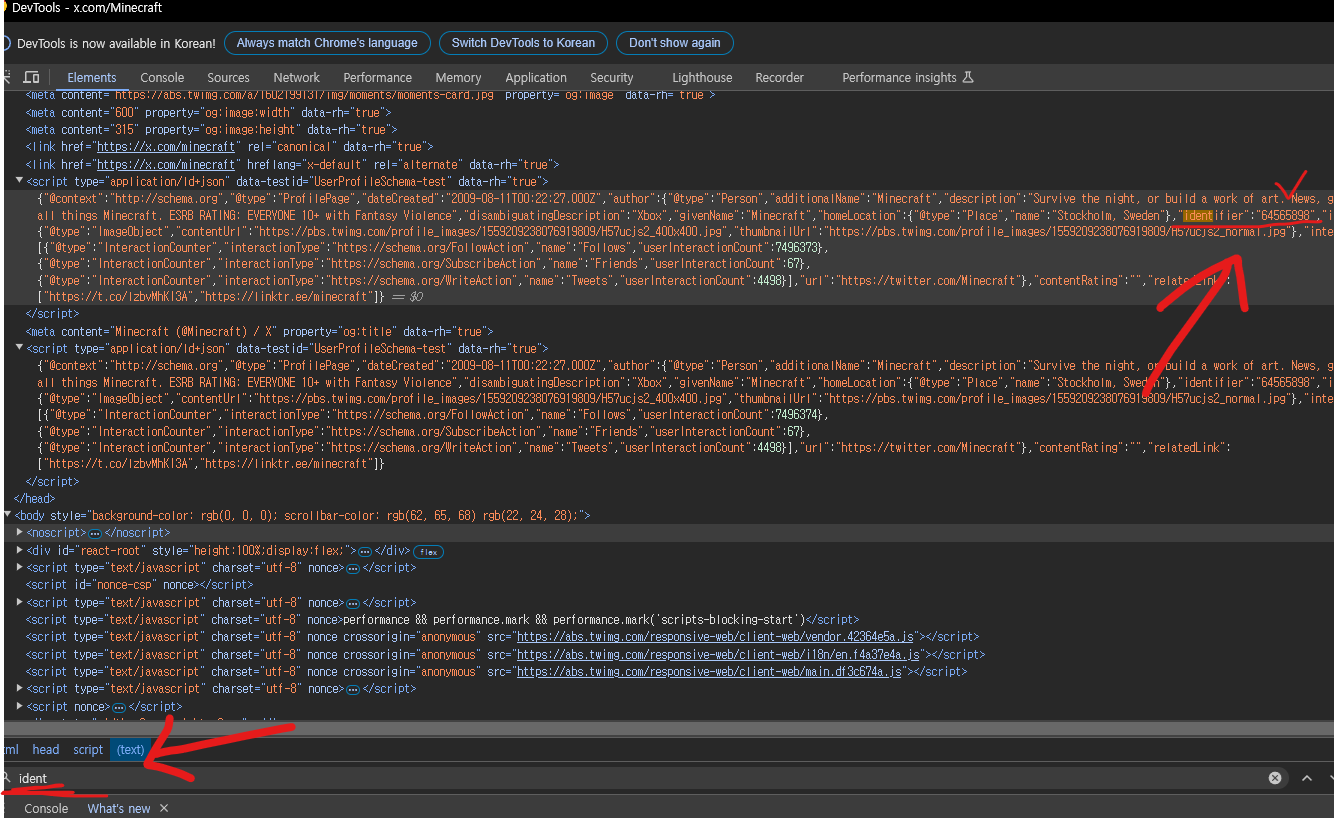 DevTools - x.com/Minecraft
DevTools is now available in Korean! Always match Chrome's language Switch DevTools to Korean Don't show again
Elements Console Sources Network Performance Memory Application Security Lighthouse Recorder Performance insights
<meta content="https://abs.twimg.com/a/1602199131/img/moments/moments-card.jpg" property="og:image" data-rh="true">
<meta content="600" property="og:image:width" data-rh="true">
<meta content="315" property="og:image:height" data-rh="true">
<link href="https://x.com/minecraft" rel="canonical" data-rh="true">
<link href="https://x.com/minecraft" hreflang="x-default" rel="alternate" data-rh="true">
▼<script type="application/ld+json" data-testid="UserProfileSchema-test" data-rh="true">
{"@context":"http://schema.org","@type":"ProfilePage","dateCreated":"2009-08-11T00:22:27.000Z","author":{"@type":"Person","additionalName":"Minecraft","description":"Survive the night, or build a work of art. News, g
all things Minecraft. ESRB RATING: EVERYONE 10+ with Fantasy Violence","disambiguatingDescription":"Xbox","givenName":"Minecraft","homeLocation":{"@type":"Place","name":"Stockholm, Sweden"},"identifier":"64565898","i
{"@type":"ImageObject","contentUrl":"https://pbs.twimg.com/profile_images/1559209238076919809/H57ucjs2_400x400.jpg","thumbnailUrl":"https://pbs.twimg.com/profile_images/1559209238076919809/H57ucjs2_normal.jpg"},"inte
[{"@type":"InteractionCounter","interactionType":"https://schema.org/FollowAction","name":"Follows","userInteractionCount":7496373},
{"@type":"InteractionCounter","interactionType":"https://schema.org/SubscribeAction","name":"Friends","userInteractionCount":67},
{"@type":"InteractionCounter","interactionType":"https://schema.org/WriteAction","name":"Tweets","userInteractionCount":4498}],"url":"https://twitter.com/Minecraft"},"contentRating":"","relatedLink":
["https://t.co/lzbvMhKI3A","https://linktr.ee/minecraft"]} == $0
</script>
<meta content="Minecraft (@Minecraft) / X" property="og:title" data-rh="true">
▼<script type="application/ld+json" data-testid="UserProfileSchema-test" data-rh="true">
{"@context":"http://schema.org","@type":"ProfilePage","dateCreated":"2009-08-11T00:22:27.000Z","author":{"@type":"Person","additionalName":"Minecraft","description":"Survive the night, or build a work of art. News, g
all things Minecraft. ESRB RATING: EVERYONE 10+ with Fantasy Violence","disambiguatingDescription":"Xbox","givenName":"Minecraft","homeLocation":{"@type":"Place","name":"Stockholm, Sweden"},"identifier":"64565898","i
{"@type":"ImageObject","contentUrl":"https://pbs.twimg.com/profile_images/1559209238076919809/H57ucjs2_400x400.jpg","thumbnailUrl":"https://pbs.twimg.com/profile_images/1559209238076919809/H57ucjs2_normal.jpg"},"inte
[{"@type":"InteractionCounter","interactionType":"https://schema.org/FollowAction","name":"Follows","userInteractionCount":7496374},
{"@type":"InteractionCounter","interactionType":"https://schema.org/SubscribeAction","name":"Friends","userInteractionCount":67},
{"@type":"InteractionCounter","interactionType":"https://schema.org/WriteAction","name":"Tweets","userInteractionCount":4498}],"url":"https://twitter.com/Minecraft"},"contentRating":"","relatedLink":
["https://t.co/lzbvMhKI3A","https://linktr.ee/minecraft"]}
</script>
</head>
▼<body style="background-color: rgb(0, 0, 0); scrollbar-color: rgb(62, 65, 68) rgb(22, 24, 28);">
▶<noscript>…</noscript>
▶<div id="react-root" style="height:100%;display:flex;">…</div> flex
▶<script type="text/javascript" charset="utf-8" nonce>…</script>
<script id="nonce-csp" nonce></script>
▶<script type="text/javascript" charset="utf-8" nonce>…</script>
<script type="text/javascript" charset="utf-8" nonce>performance && performance.mark && performance.mark('scripts-blocking-start')</script>
<script type="text/javascript" charset="utf-8" nonce crossorigin="anonymous" src="https://abs.twimg.com/responsive-web/client-web/vendor.42364e5a.js"></script>
<script type="text/javascript" charset="utf-8" nonce crossorigin="anonymous" src="https://abs.twimg.com/responsive-web/client-web/i18n/en.f4a37e4a.js"></script>
<script type="text/javascript" charset="utf-8" nonce crossorigin="anonymous" src="https://abs.twimg.com/responsive-web/client-web/main.df3c674a.js"></script>
▶<script type="text/javascript" charset="utf-8" nonce>…</script>
▶<script nonce>…</script>
tml head script (text)
ident
Console What's new